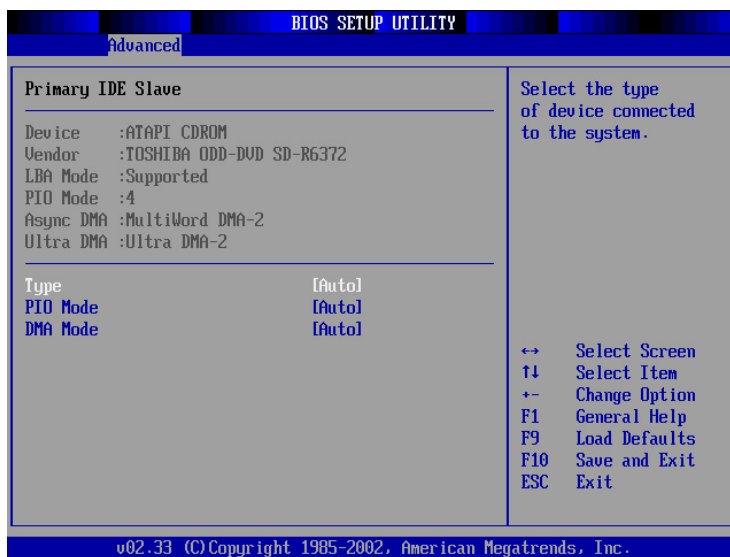 BIOS SETUP UTILITY
Advanced
Primary IDE Slave
Device :ATAPI CDROM
Vendor :TOSHIBA ODD-DVD SD-R6372
LBA Mode :Supported
PIO Mode :4
Async DMA :MultiWord DMA-2
Ultra DMA :Ultra DMA-2
Type [Auto]
PIO Mode [Auto]
DMA Mode [Auto]
Select the type
of device connected
to the system.
↔ Select Screen
↑↓ Select Item
+- Change Option
F1 General Help
F9 Load Defaults
F10 Save and Exit
ESC Exit
v02.33 (C)Copyright 1985-2002, American Megatrends, Inc.